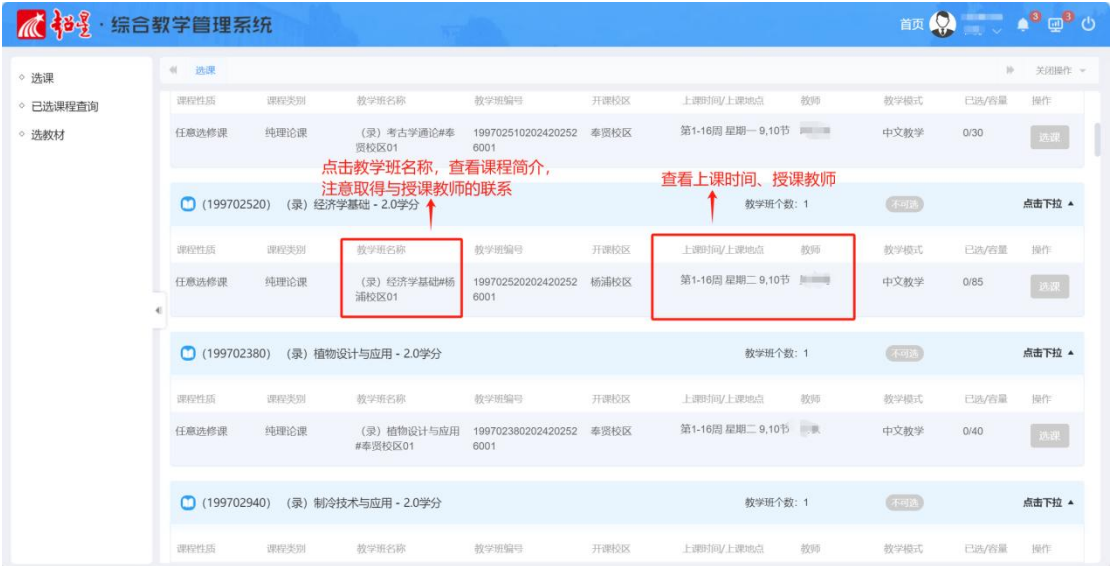 超星·综合教学管理系统
首页
3
3
选课
已选课程查询
选教材
选课
关闭操作
课程性质 课程类别 教学班名称 教学班编号 开课校区 上课时间/上课地点 教师 教学模式 已选/容量 操作
任意选修课 纯理论课 （录）考古学通论#奉 199702510202420252 奉贤校区 第1-16周 星期一 9,10节 中文教学 0/30 选课
贤校区01 6001
点击教学班名称，查看课程简介，
注意取得与授课教师的联系
查看上课时间、授课教师
(199702520) （录）经济学基础 - 2.0学分 教学班个数：1 不可选 点击下拉
课程性质 课程类别 教学班名称 教学班编号 开课校区 上课时间/上课地点 教师 教学模式 已选/容量 操作
任意选修课 纯理论课 （录）经济学基础#杨 199702520202420252 杨浦校区 第1-16周 星期二 9,10节 中文教学 0/85 选课
浦校区01 6001
(199702380) （录）植物设计与应用 - 2.0学分 教学班个数：1 不可选 点击下拉
课程性质 课程类别 教学班名称 教学班编号 开课校区 上课时间/上课地点 教师 教学模式 已选/容量 操作
任意选修课 纯理论课 （录）植物设计与应用 199702380202420252 奉贤校区 第1-16周 星期二 9,10节 中文教学 0/40 选课
#奉贤校区01 6001
(199702940) （录）制冷技术与应用 - 2.0学分 教学班个数：1 不可选 点击下拉
课程性质 课程类别 教学班名称 教学班编号 开课校区 上课时间/上课地点 教师 教学模式 已选/容量 操作